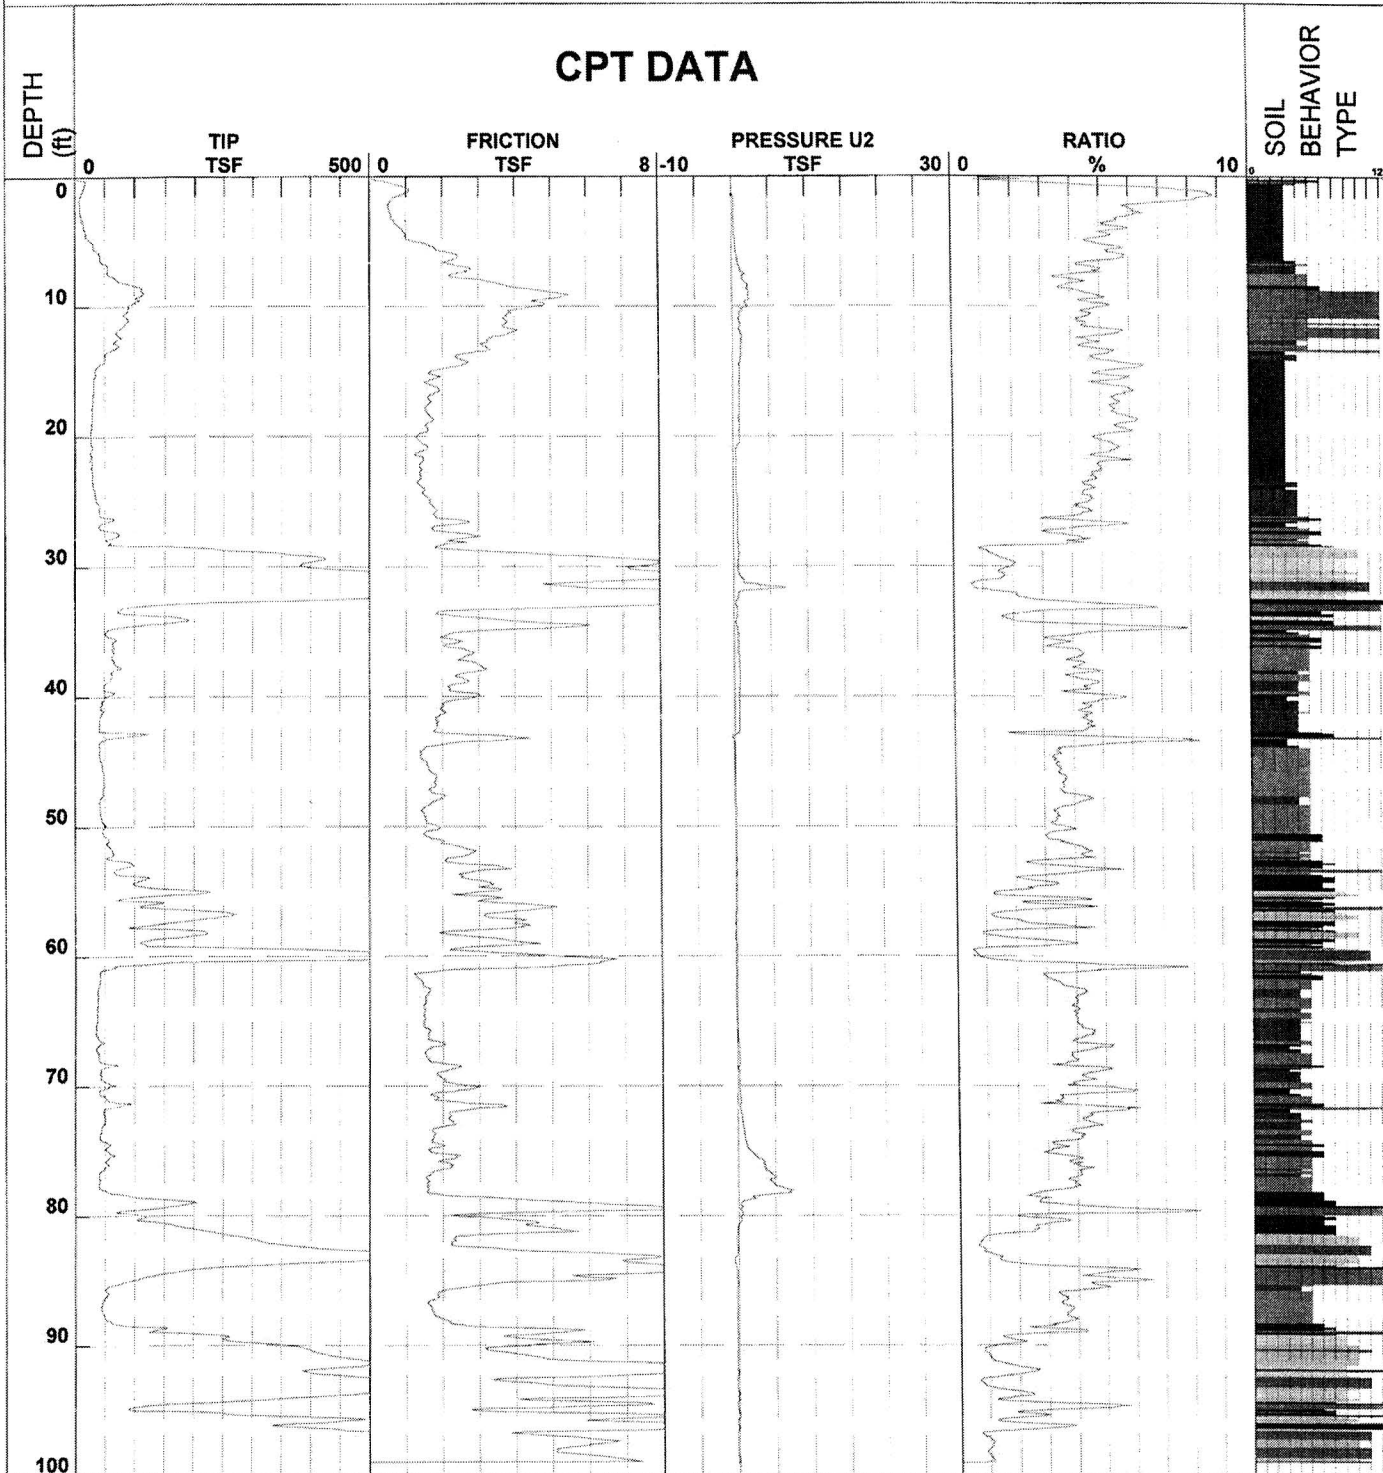 CPT DATA
DEPTH
(ft)
SOIL
BEHAVIOR
TYPE
TIP
TSF
0 500
FRICTION
TSF
0 8
PRESSURE U2
TSF
-10 30
RATIO
%
0 10
0 12
0
10
20
30
40
50
60
70
80
90
100